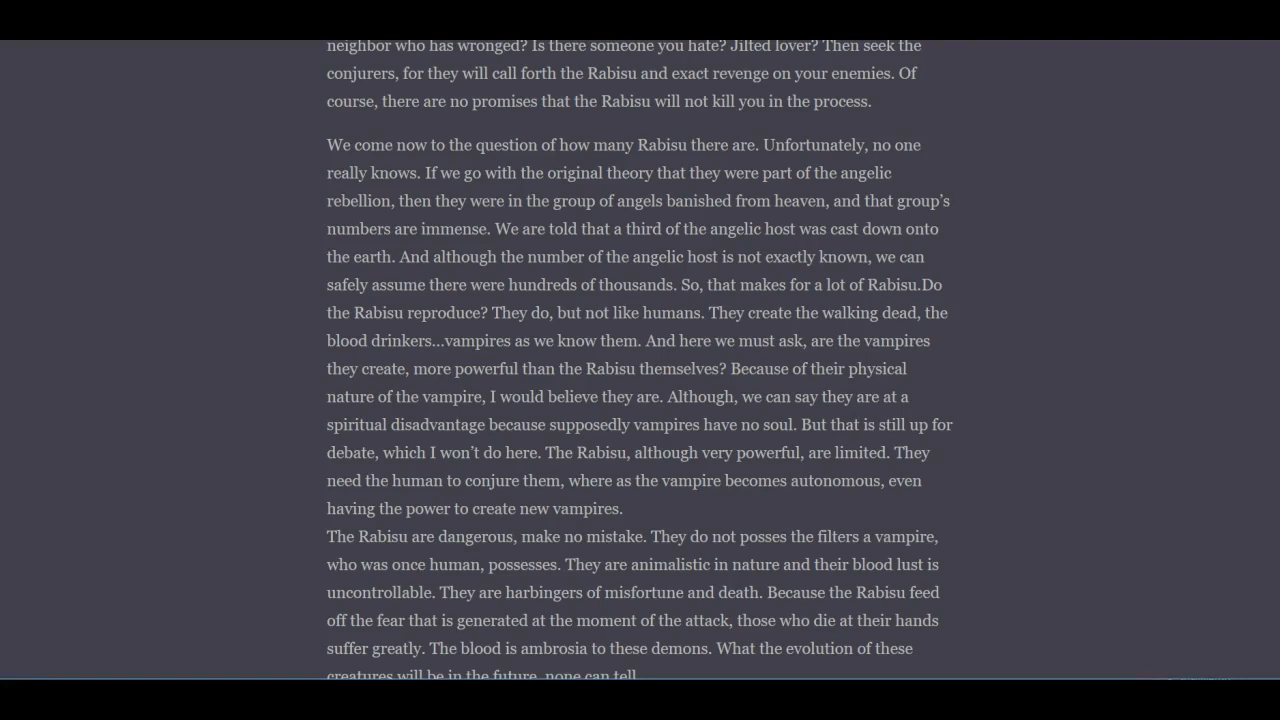 neighbor who has wronged? Is there someone you hate? Jilted lover? Then seek the
conjurers, for they will call forth the Rabisu and exact revenge on your enemies. Of
course, there are no promises that the Rabisu will not kill you in the process.
We come now to the question of how many Rabisu there are. Unfortunately, no one
really knows. If we go with the original theory that they were part of the angelic
rebellion, then they were in the group of angels banished from heaven, and that group’s
numbers are immense. We are told that a third of the angelic host was cast down onto
the earth. And although the number of the angelic host is not exactly known, we can
safely assume there were hundreds of thousands. So, that makes for a lot of Rabisu.Do
the Rabisu reproduce? They do, but not like humans. They create the walking dead, the
blood drinkers...vampires as we know them. And here we must ask, are the vampires
they create, more powerful than the Rabisu themselves? Because of their physical
nature of the vampire, I would believe they are. Although, we can say they are at a
spiritual disadvantage because supposedly vampires have no soul. But that is still up for
debate, which I won’t do here. The Rabisu, although very powerful, are limited. They
need the human to conjure them, where as the vampire becomes autonomous, even
having the power to create new vampires.
The Rabisu are dangerous, make no mistake. They do not posses the filters a vampire,
who was once human, possesses. They are animalistic in nature and their blood lust is
uncontrollable. They are harbingers of misfortune and death. Because the Rabisu feed
off the fear that is generated at the moment of the attack, those who die at their hands
suffer greatly. The blood is ambrosia to these demons. What the evolution of these
creatures will be in the future, none can tell